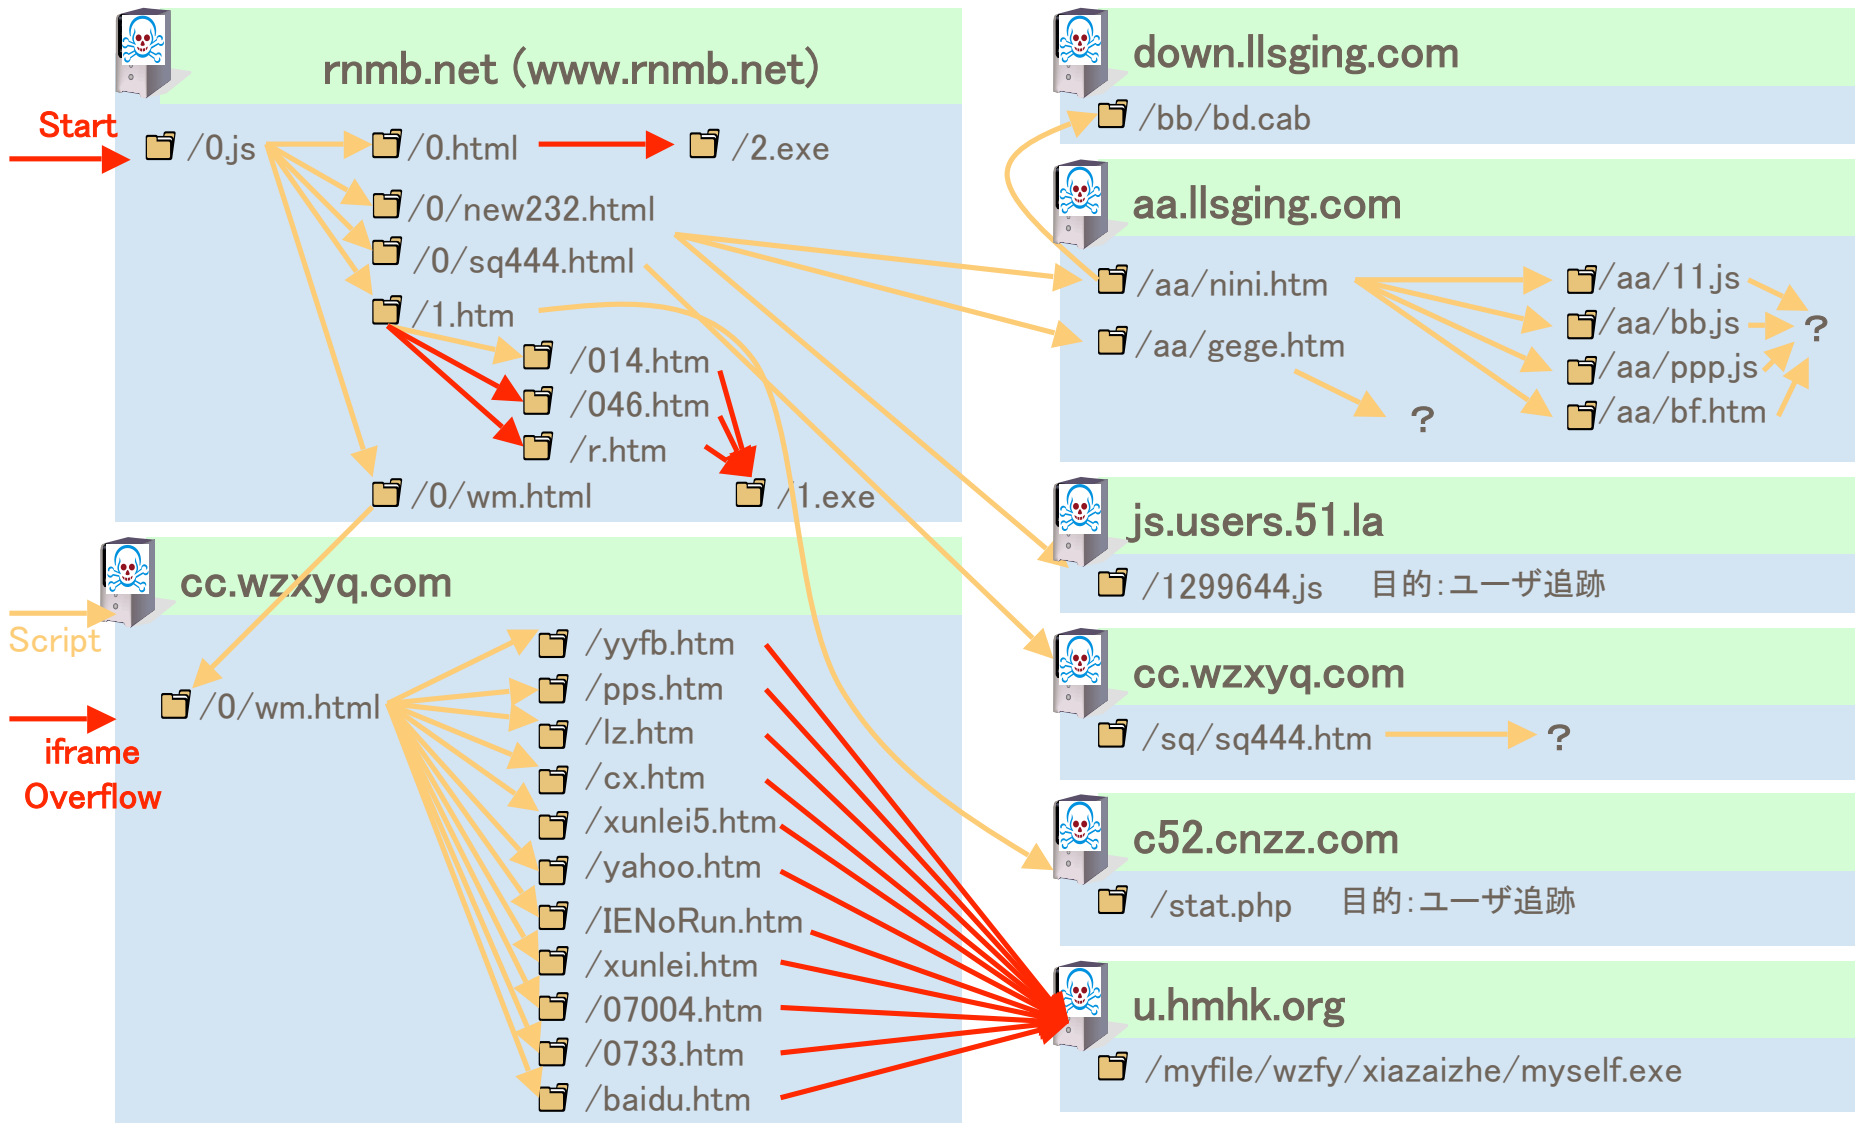 rnmb.net (www.rnmb.net)
Start
/0.js
/0.html
/2.exe
/0/new232.html
/0/sq444.html
/1.htm
/014.htm
/046.htm
/r.htm
/0/wm.html
/1.exe
cc.wzxyq.com
Script
/0/wm.html
iframe
Overflow
/yyfb.htm
/pps.htm
/lz.htm
/cx.htm
/xunlei5.htm
/yahoo.htm
/IENoRun.htm
/xunlei.htm
/07004.htm
/0733.htm
/baidu.htm
down.llsging.com
/bb/bd.cab
aa.llsging.com
/aa/nini.htm
/aa/gege.htm
?
/aa/11.js
/aa/bb.js
/aa/ppp.js
/aa/bf.htm
?
js.users.51.la
/1299644.js 目的:ユーザ追跡
cc.wzxyq.com
/sq/sq444.htm ?
c52.cnzz.com
/stat.php 目的:ユーザ追跡
u.hmhk.org
/myfile/wzfy/xiazaizhe/myself.exe